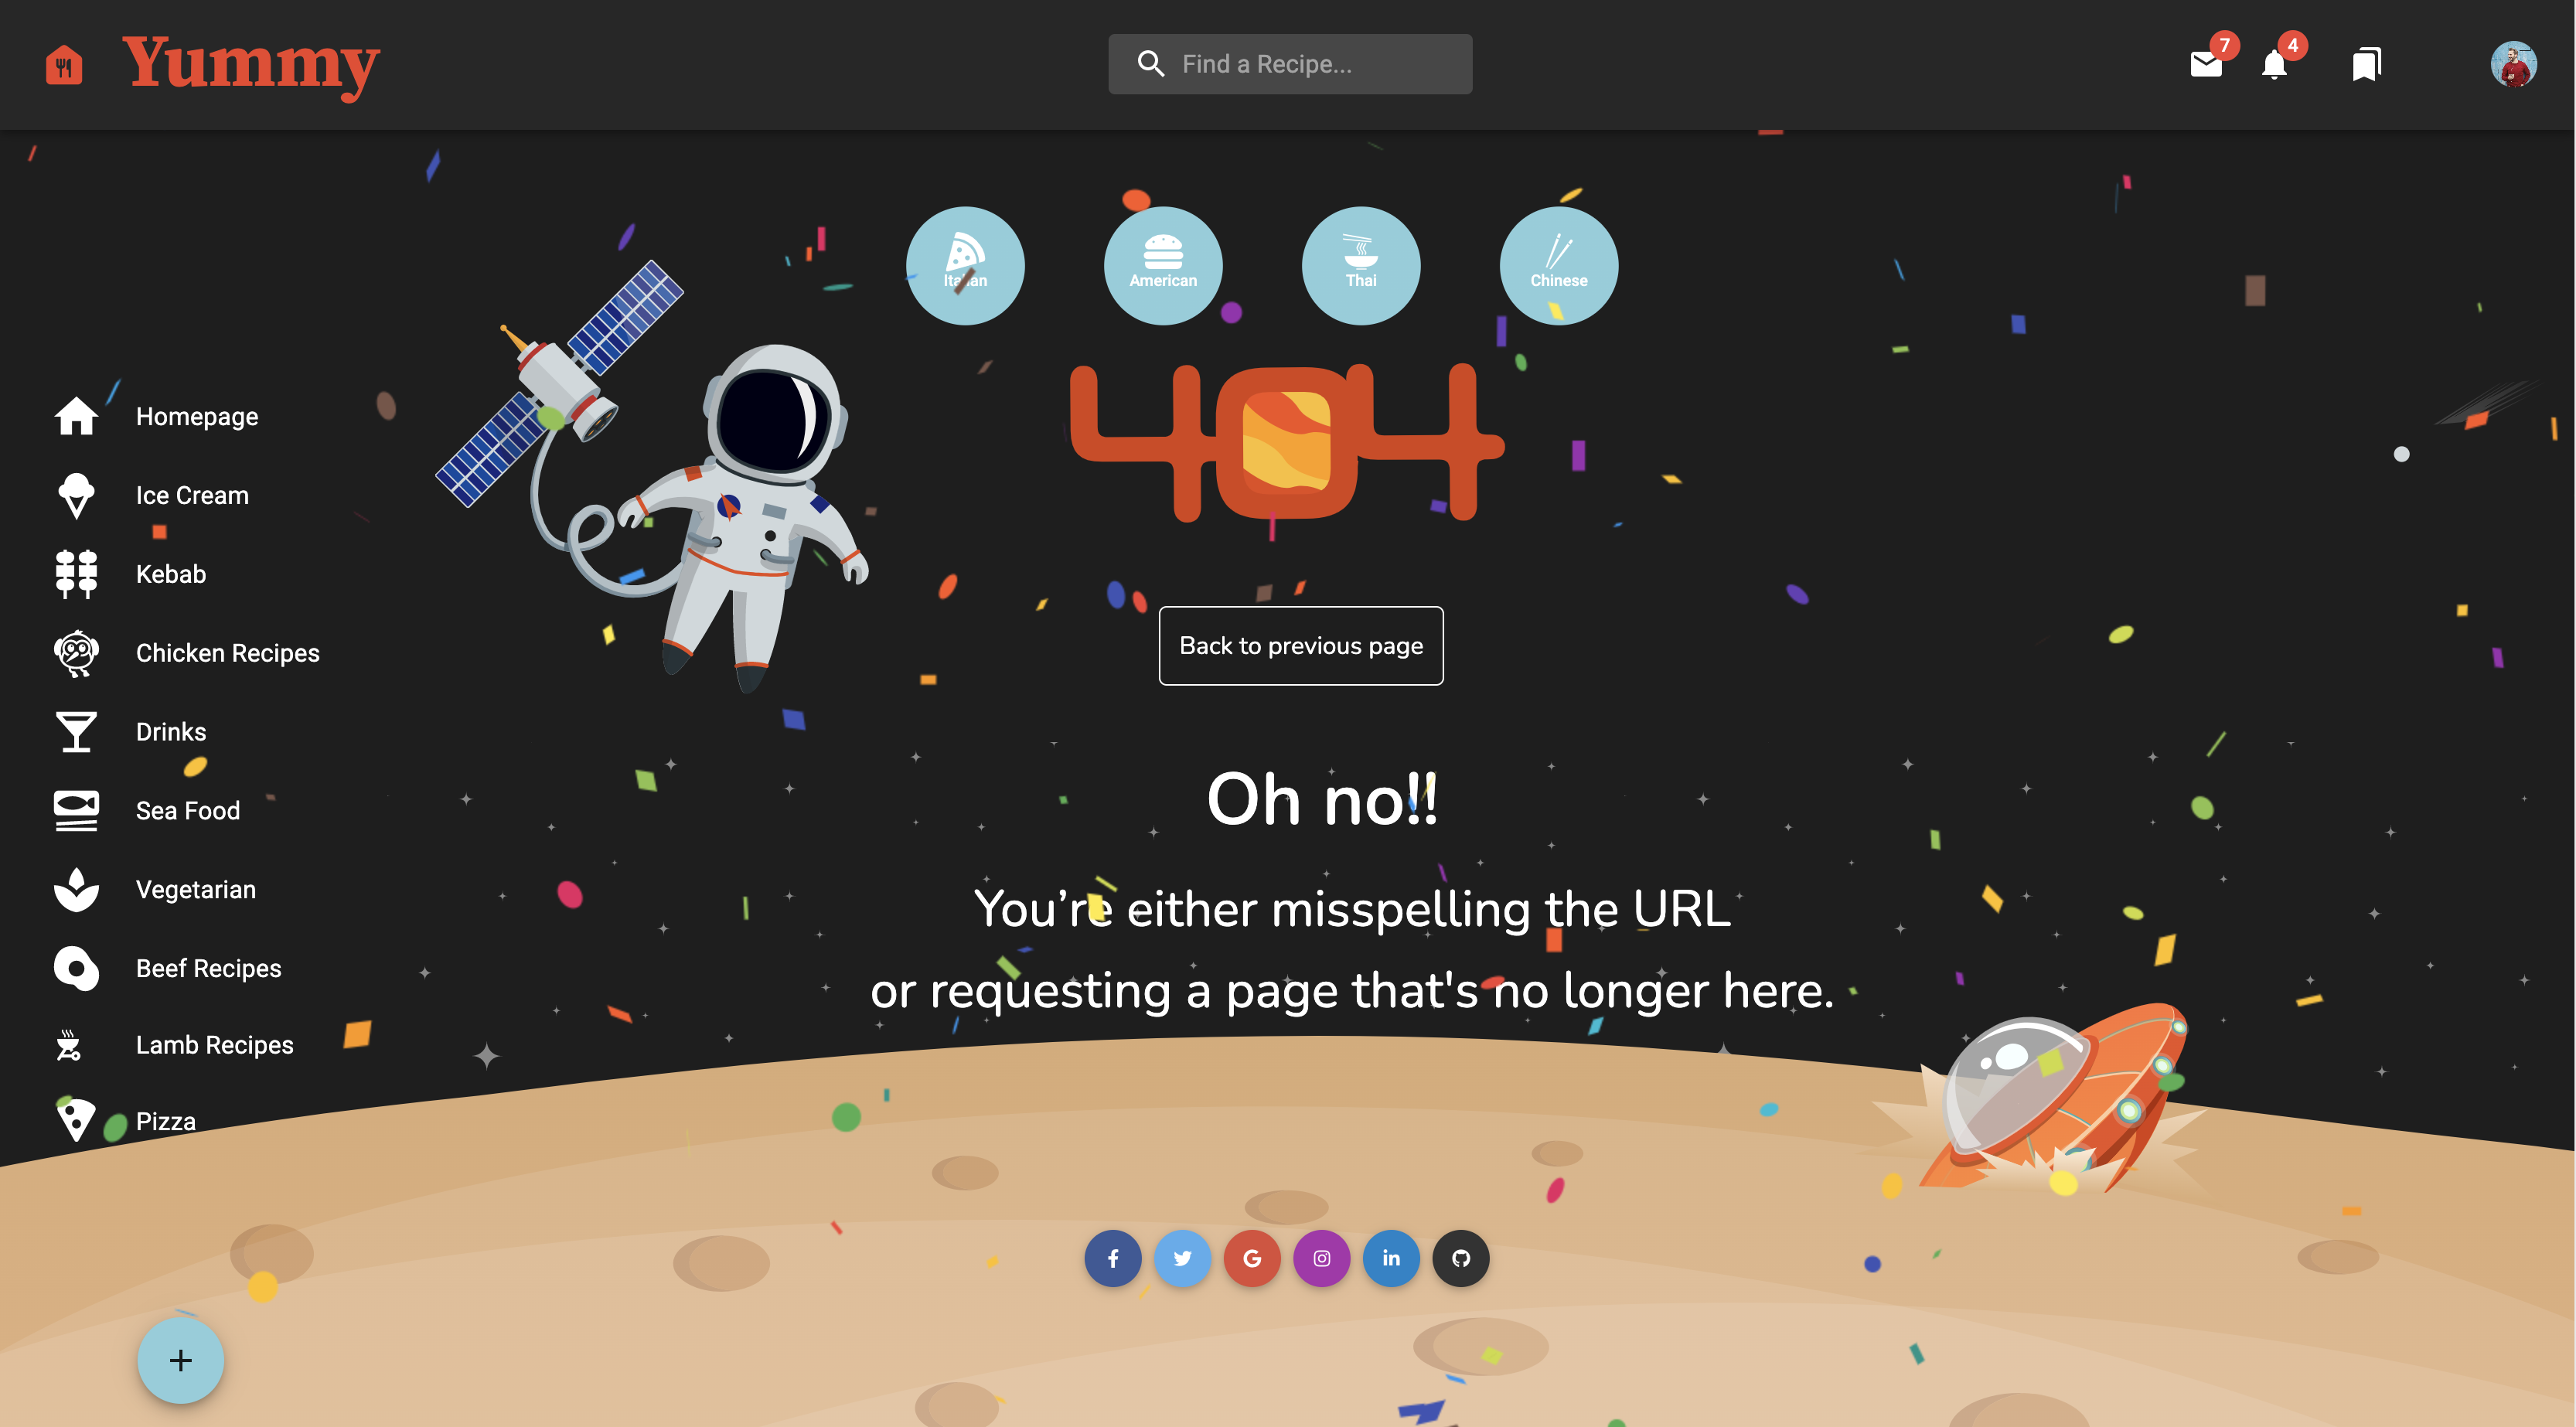 Yummy
Find a Recipe...
7
4
Italian
American
Thai
Chinese
404
Homepage
Ice Cream
Kebab
Chicken Recipes
Drinks
Sea Food
Vegetarian
Beef Recipes
Lamb Recipes
Pizza
Back to previous page
Oh no!!
You’re either misspelling the URL
or requesting a page that's no longer here.
f
G
in
+